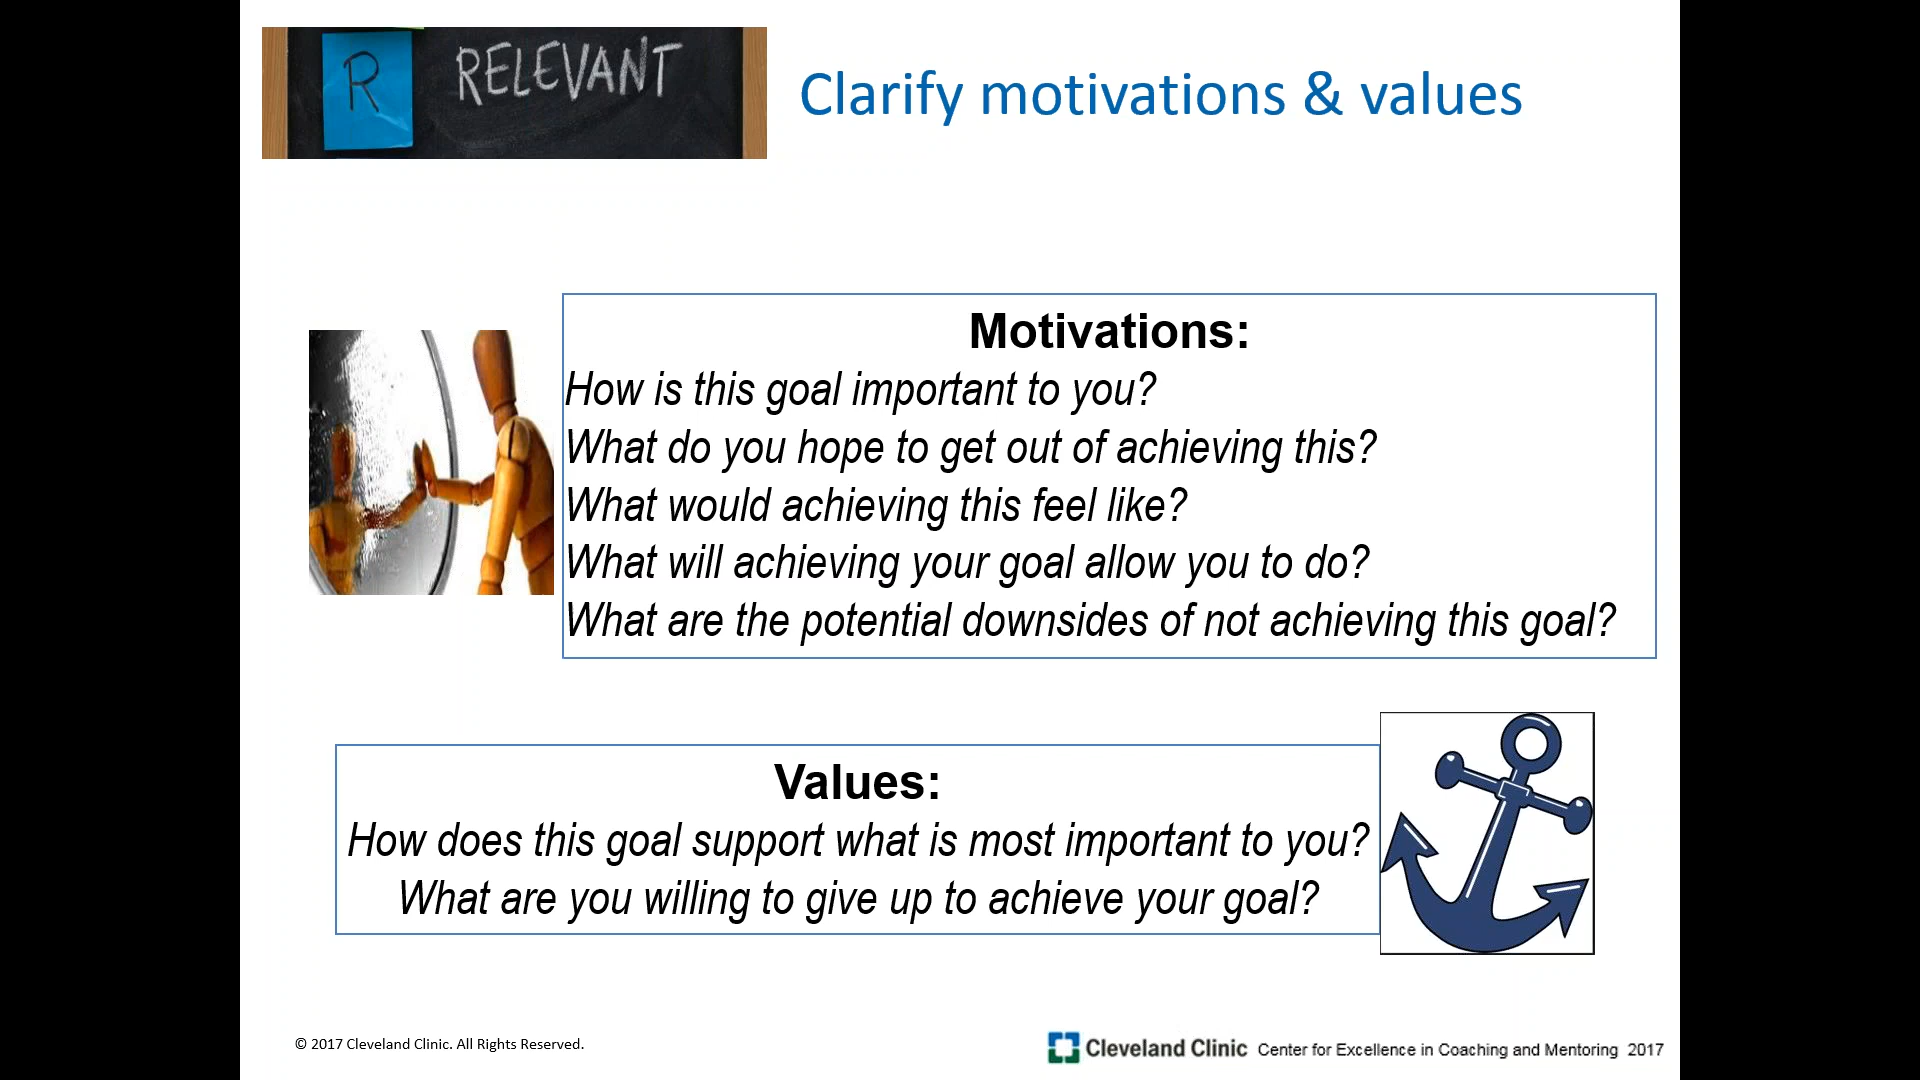 R RELEVANT
Clarify motivations & values
Motivations:
How is this goal important to you?
What do you hope to get out of achieving this?
What would achieving this feel like?
What will achieving your goal allow you to do?
What are the potential downsides of not achieving this goal?
Values:
How does this goal support what is most important to you?
What are you willing to give up to achieve your goal?
© 2017 Cleveland Clinic. All Rights Reserved.
Cleveland Clinic Center for Excellence in Coaching and Mentoring 2017